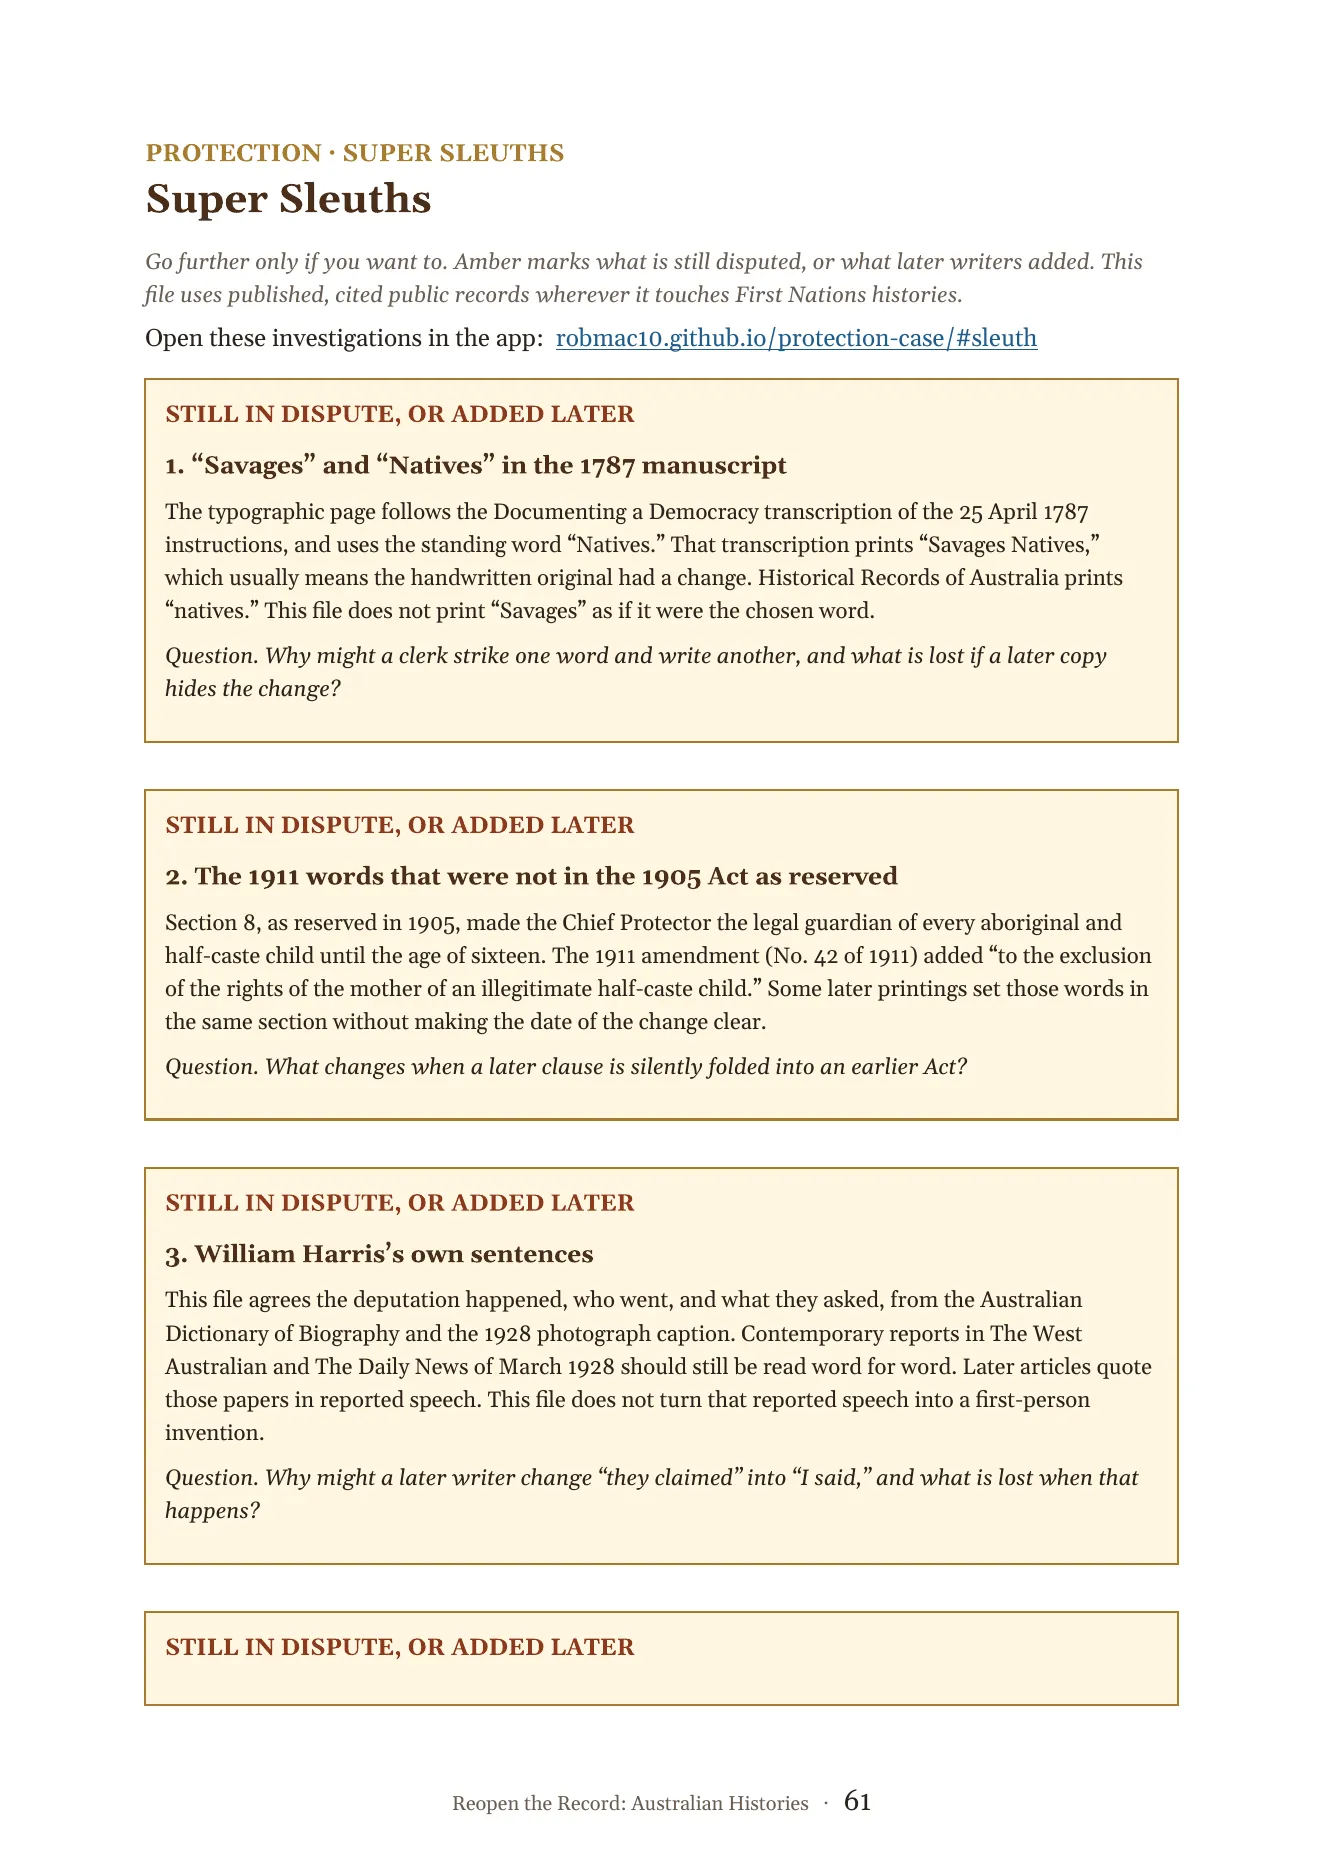 PROTECTION · SUPER SLEUTHS
Super Sleuths
Go further only if you want to. Amber marks what is still disputed, or what later writers added. This
file uses published, cited public records wherever it touches First Nations histories.
Open these investigations in the app: robmac10.github.io/protection-case/#sleuth
STILL IN DISPUTE, OR ADDED LATER
1. “Savages” and “Natives” in the 1787 manuscript
The typographic page follows the Documenting a Democracy transcription of the 25 April 1787
instructions, and uses the standing word “Natives.” That transcription prints “Savages Natives,”
which usually means the handwritten original had a change. Historical Records of Australia prints
“natives.” This file does not print “Savages” as if it were the chosen word.
Question. Why might a clerk strike one word and write another, and what is lost if a later copy
hides the change?
STILL IN DISPUTE, OR ADDED LATER
2. The 1911 words that were not in the 1905 Act as reserved
Section 8, as reserved in 1905, made the Chief Protector the legal guardian of every aboriginal and
half-caste child until the age of sixteen. The 1911 amendment (No. 42 of 1911) added “to the exclusion
of the rights of the mother of an illegitimate half-caste child.” Some later printings set those words in
the same section without making the date of the change clear.
Question. What changes when a later clause is silently folded into an earlier Act?
STILL IN DISPUTE, OR ADDED LATER
3. William Harris’s own sentences
This file agrees the deputation happened, who went, and what they asked, from the Australian
Dictionary of Biography and the 1928 photograph caption. Contemporary reports in The West
Australian and The Daily News of March 1928 should still be read word for word. Later articles quote
those papers in reported speech. This file does not turn that reported speech into a first-person
invention.
Question. Why might a later writer change “they claimed” into “I said,” and what is lost when that
happens?
STILL IN DISPUTE, OR ADDED LATER
Reopen the Record: Australian Histories · 61